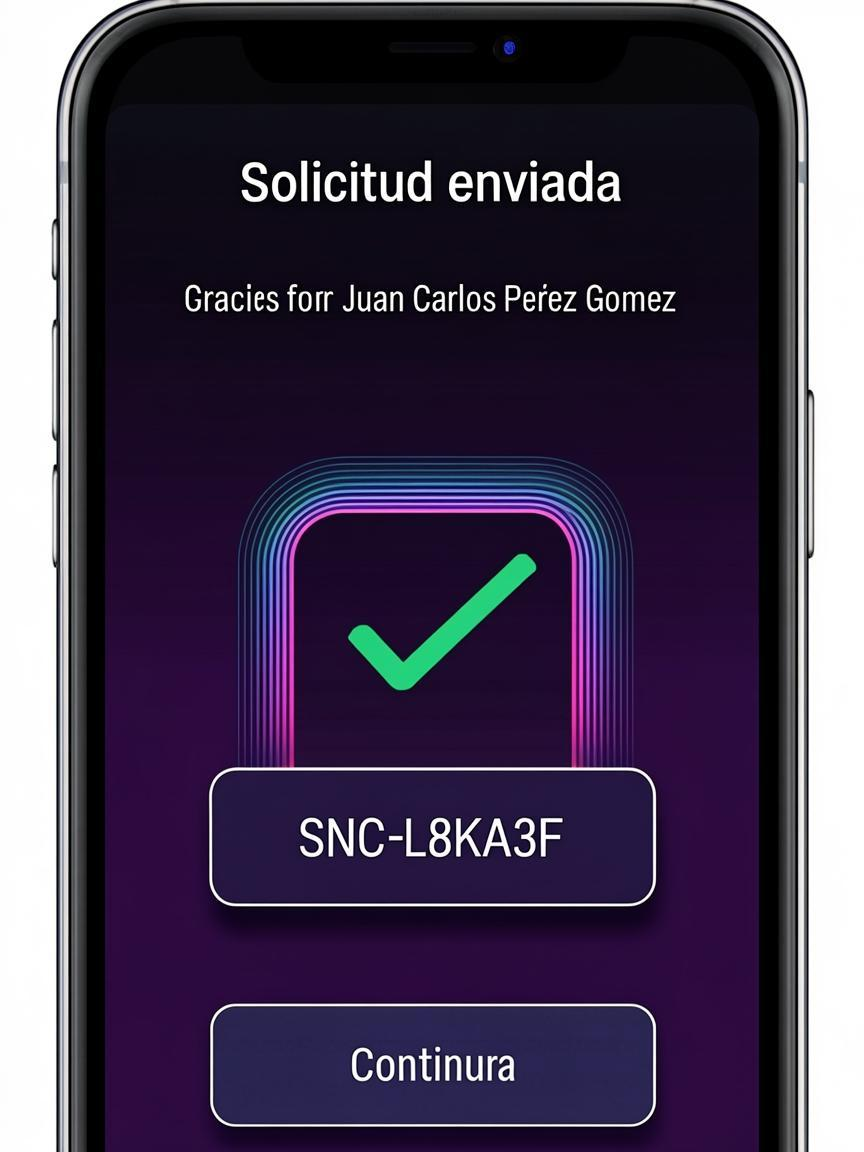 Solicitud enviada
Gracies forr Juan Carlos Peŕez Gomez
SNC-L8KA3F
Continura